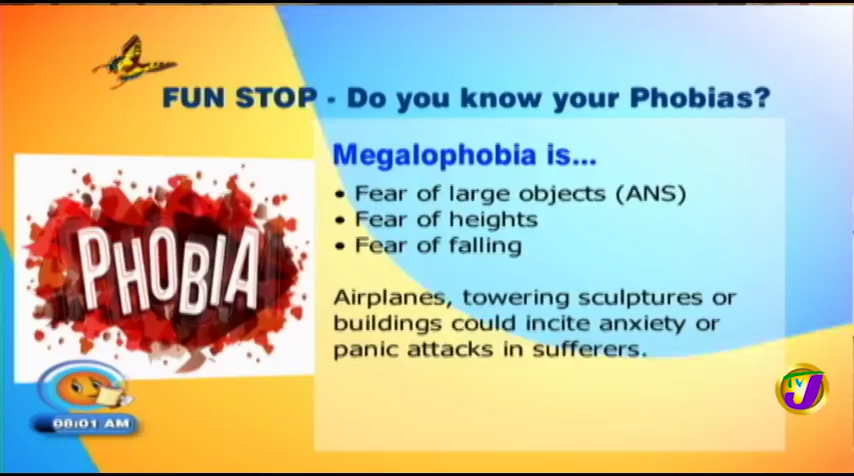 FUN STOP - Do you know your Phobias?
Megalophobia is...
• Fear of large objects (ANS)
• Fear of heights
• Fear of falling
Airplanes, towering sculptures or
buildings could incite anxiety or
panic attacks in sufferers.
PHOBIA
08:01 AM
TVJ